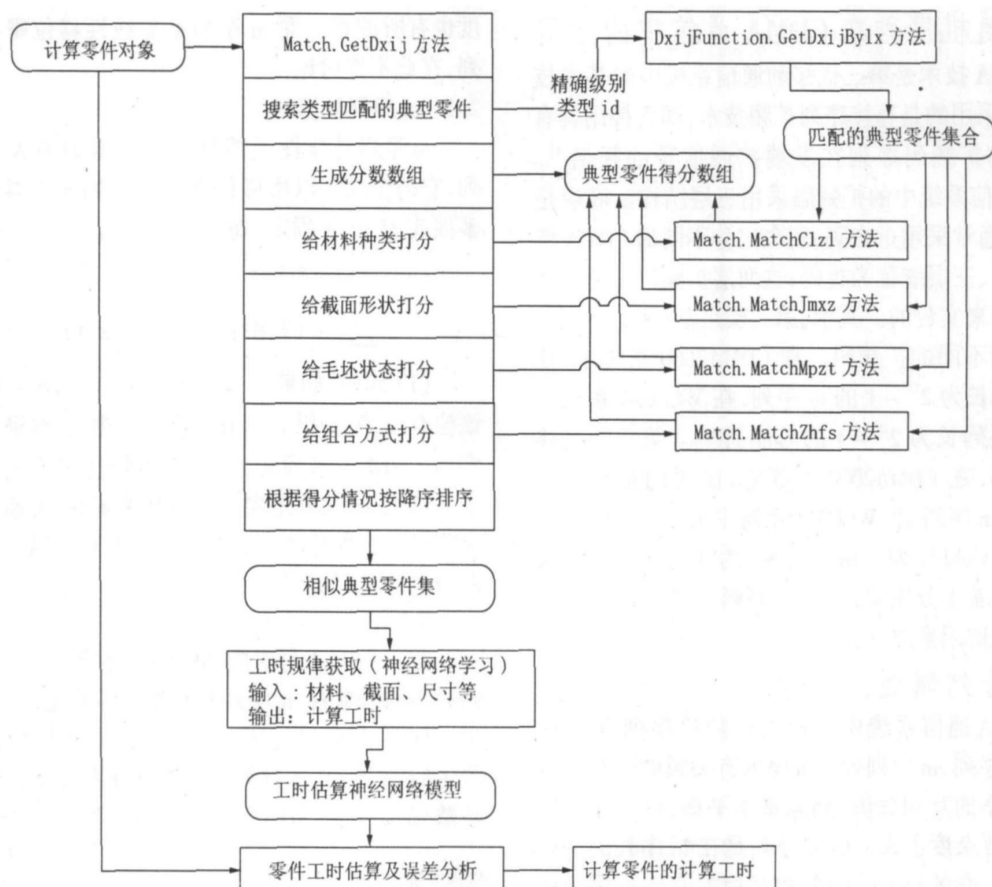 计算零件对象
Match.GetDxij 方法
搜索类型匹配的典型零件
生成分数数组
给材料种类打分
给截面形状打分
给毛坯状态打分
给组合方式打分
根据得分情况按降序排序
精确级别
类型 id
DxijFunction.GetDxijBylx 方法
匹配的典型零件集合
典型零件得分数组
Match.MatchClzl 方法
Match.MatchJmxz 方法
Match.MatchMpzt 方法
Match.MatchZhfs 方法
相似典型零件集
工时规律获取（神经网络学习）
输入：材料、截面、尺寸等
输出：计算工时
工时估算神经网络模型
零件工时估算及误差分析
计算零件的计算工时